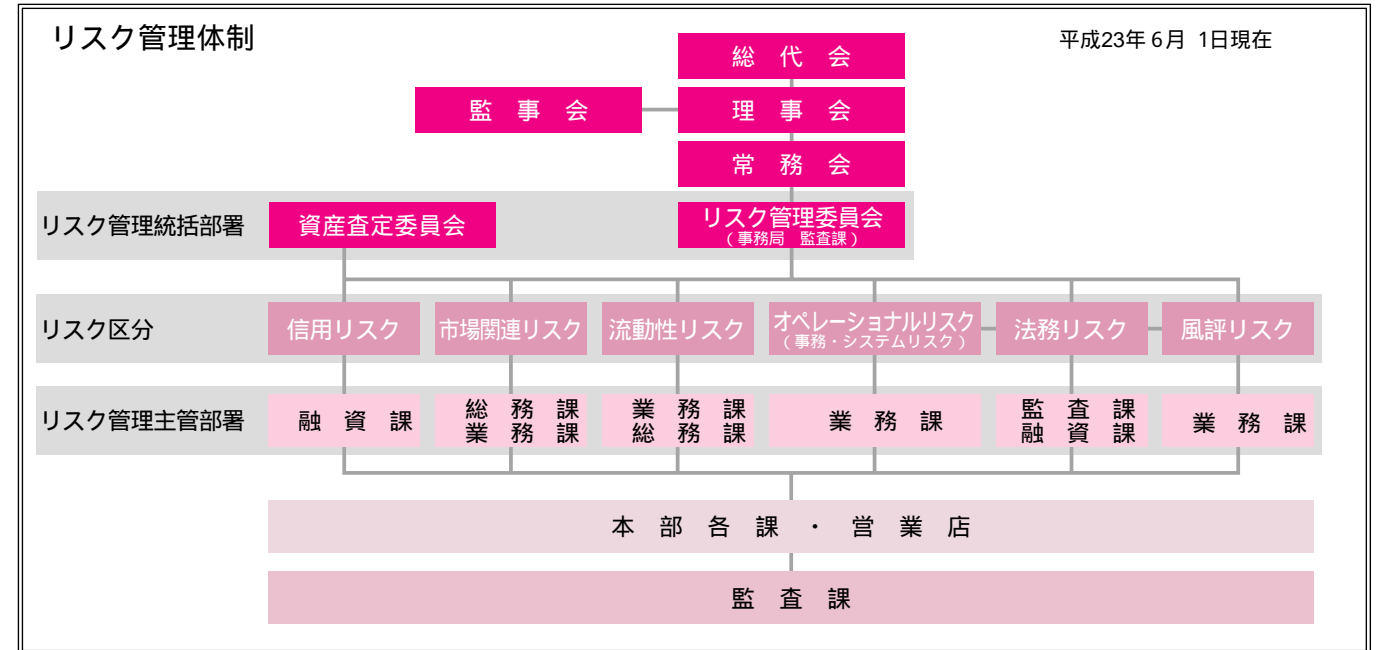 リスク管理体制
平成23年6月 1日現在
総 代 会
監 事 会
理 事 会
常 務 会
リスク管理統括部署
資産査定委員会
リスク管理委員会
(事務局 監査課)
リスク区分
信用リスク
市場関連リスク
流動性リスク
オペレーショナルリスク
(事務・システムリスク)
法務リスク
風評リスク
リスク管理主管部署
融 資 課
総 務 課
業 務 課
業 務 課
総 務 課
業 務 課
監 査 課
融 資 課
業 務 課
本 部 各 課 ・ 営 業 店
監 査 課